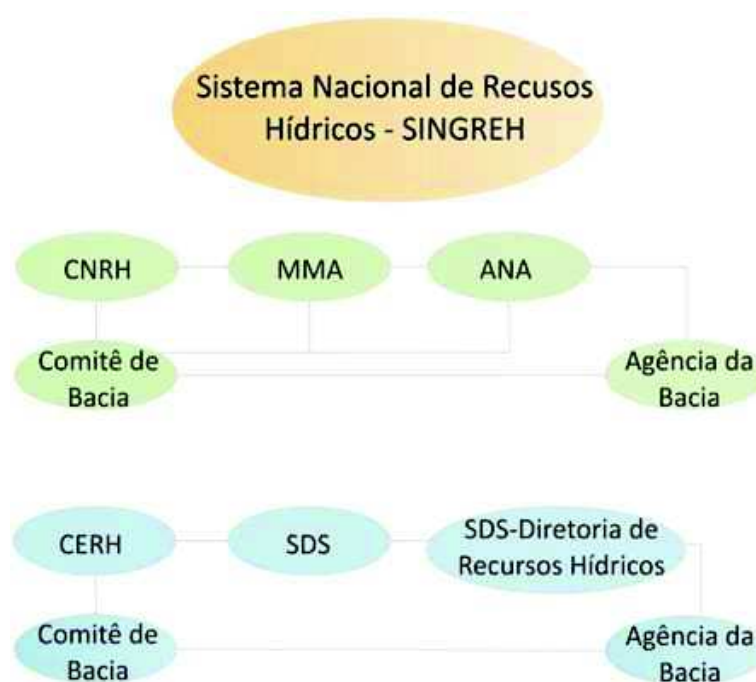 Sistema Nacional de Recusos
Hídricos - SINGREH
CNRH
MMA
ANA
Comitê de
Bacia
Agência da
Bacia
CERH
SDS
SDS-Diretoria de
Recursos Hídricos
Comitê de
Bacia
Agência da
Bacia